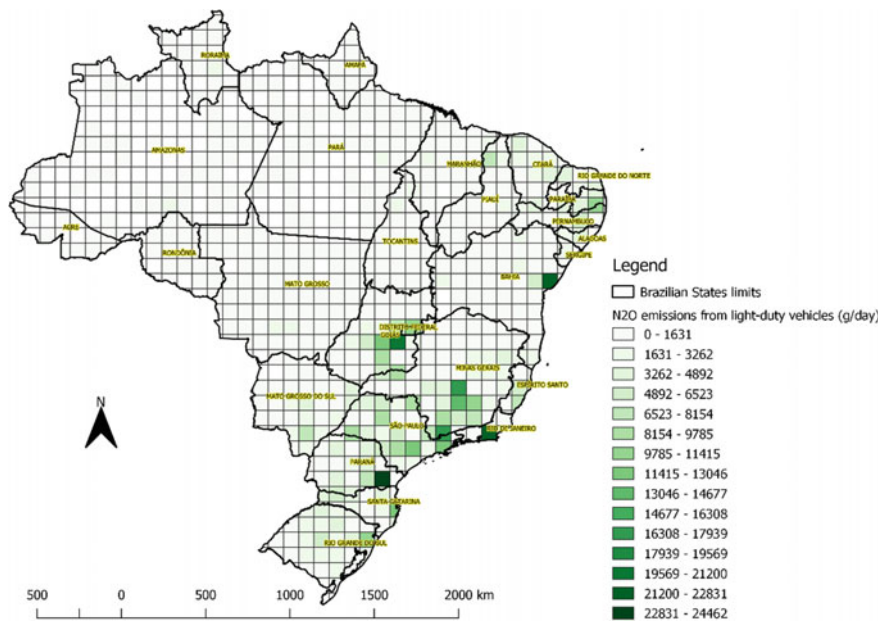 RORAIMA
AMAPÁ
AMAZONAS
PARÁ
MARANHÃO
CEARÁ
RIO GRANDE DO NORTE
PIAUÍ
PARAÍBA
PERNAMBUCO
ACRE
ALAGOAS
TOCANTINS
SERGIPE
RONDÔNIA
BAHIA
MATO GROSSO
DISTRITO FEDERAL
GOIÁS
MINAS GERAIS
ESPÍRITO SANTO
MATO GROSSO DO SUL
SÃO PAULO
RIO DE JANEIRO
PARANÁ
SANTA CATARINA
RIO GRANDE DO SUL
N
Legend
Brazilian States limits
N2O emissions from light-duty vehicles (g/day)
0 - 1631
1631 - 3262
3262 - 4892
4892 - 6523
6523 - 8154
8154 - 9785
9785 - 11415
11415 - 13046
13046 - 14677
14677 - 16308
16308 - 17939
17939 - 19569
19569 - 21200
21200 - 22831
22831 - 24462
500 0 500 1000 1500 2000 km